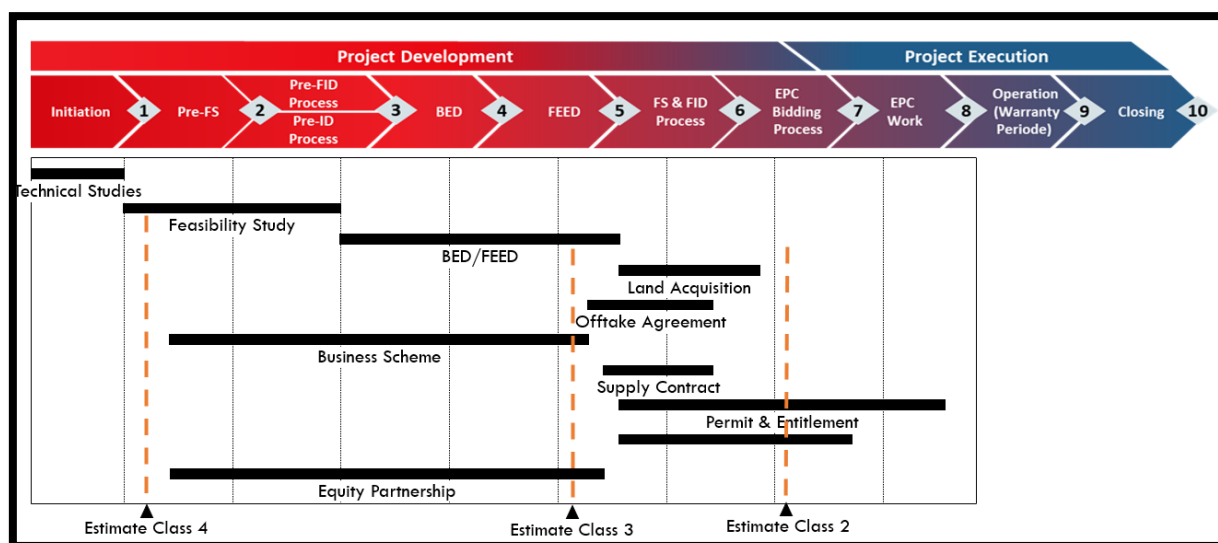 Project Development
Project Execution
Initiation
1
Pre-FS
2
Pre-FID
Process
Pre-ID
Process
3
BED
4
FEED
5
FS & FID
Process
6
EPC
Bidding
Process
7
EPC
Work
8
Operation
(Warranty
Periode)
9
Closing
10
Technical Studies
Feasibility Study
BED/FEED
Land Acquisition
Offtake Agreement
Business Scheme
Supply Contract
Permit & Entitlement
Equity Partnership
Estimate Class 4
Estimate Class 3
Estimate Class 2